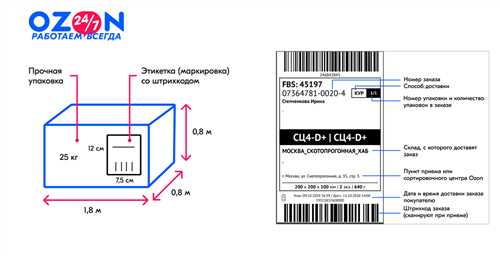 OZON 24/7
РАБОТАЕМ ВСЕГДА
Прочная
упаковка
Этикетка (маркировка)
со штрихкодом
12 см
7,5 см
25 кг
0,8 м
0,8 м
1,8 м
FBS: 45197
07364781-0020-4
КУР 1/1
Овченкова Ирина
СЦ4-D+ | СЦ4-D+
МОСКВА_СКОТОПРОГОННАЯ_ХАБ
г. Москва, ул. Скотопрогонная, д. 35, стр. 3
200 x 200 x 100 мм / 2 эка. / 640 г
Номер заказа
Способ доставки
Номер упаковки и количество
упаковок в заказе
Склад, с которого доставят
заказ
Пункт приема или
сортировочного центра Ozon
Дата и время доставки заказа
покупателю
Штрихкод заказа
(сканируют при приеме)